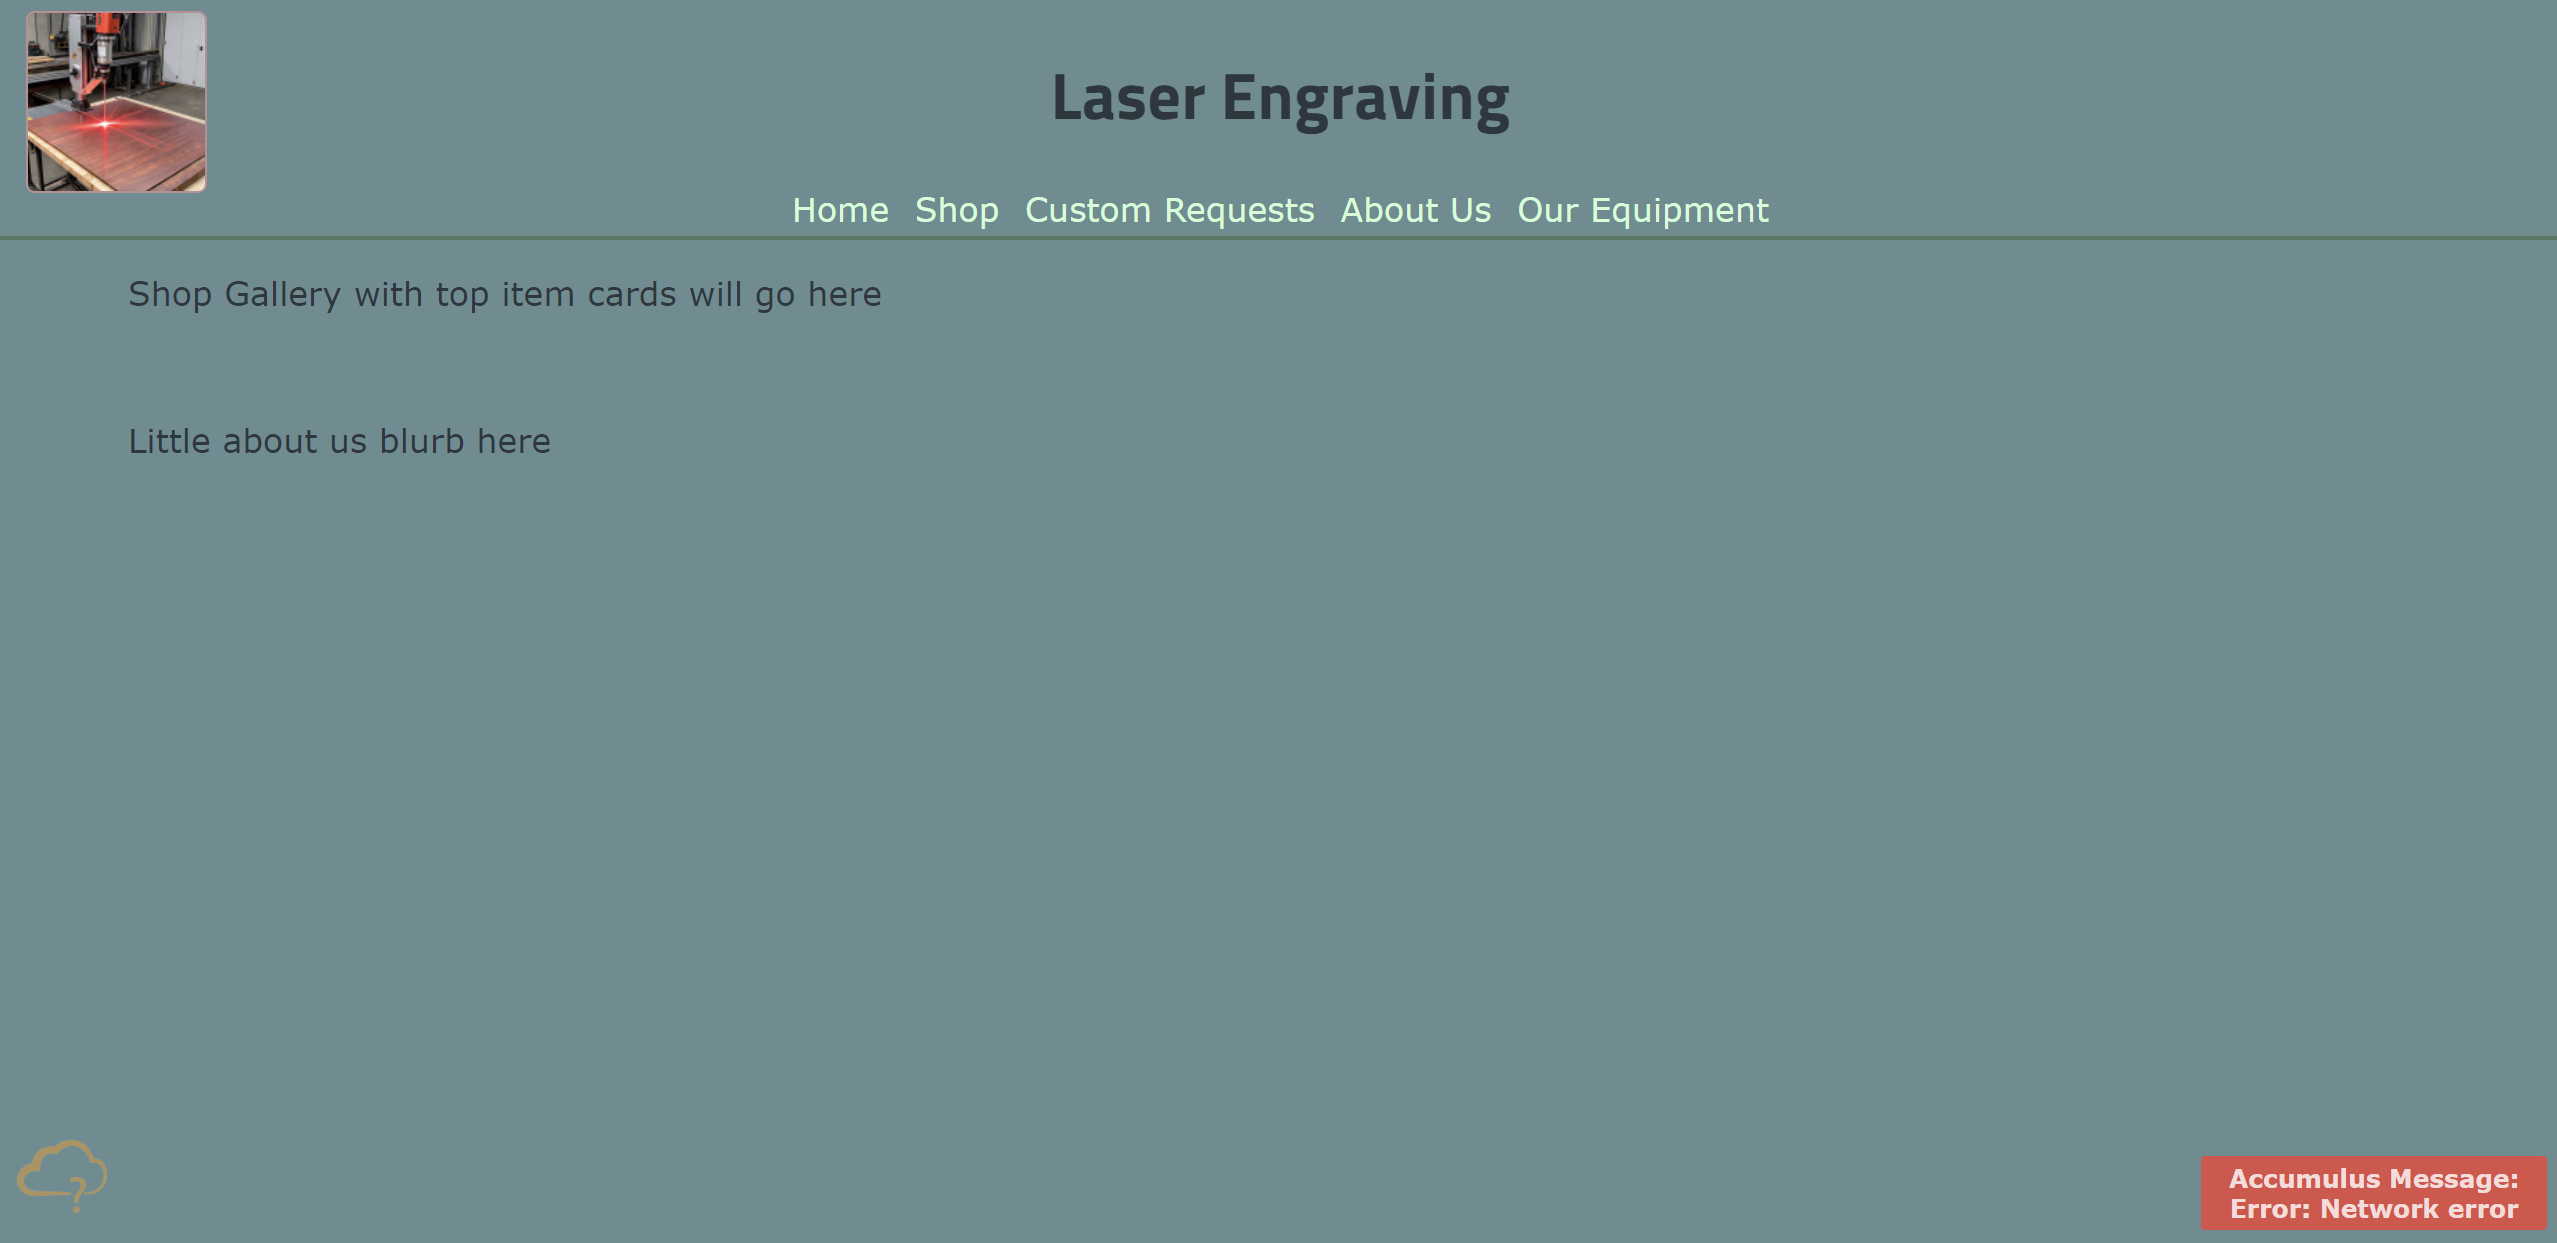 Laser Engraving
Home Shop Custom Requests About Us Our Equipment
Shop Gallery with top item cards will go here
Little about us blurb here
?
Accumulus Message:
Error: Network error